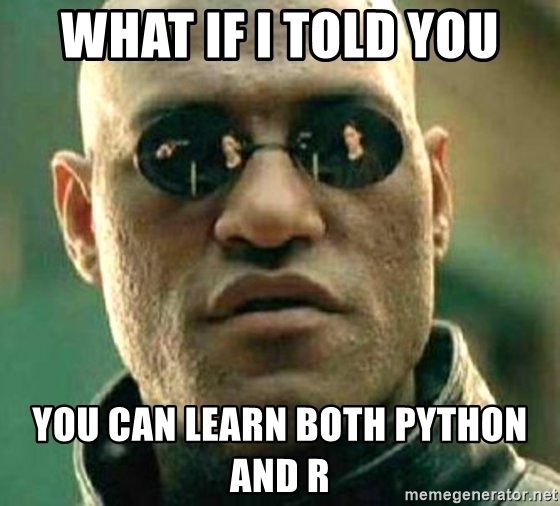 WHAT IF I TOLD YOU
YOU CAN LEARN BOTH PYTHON
AND R
memegenerator.net